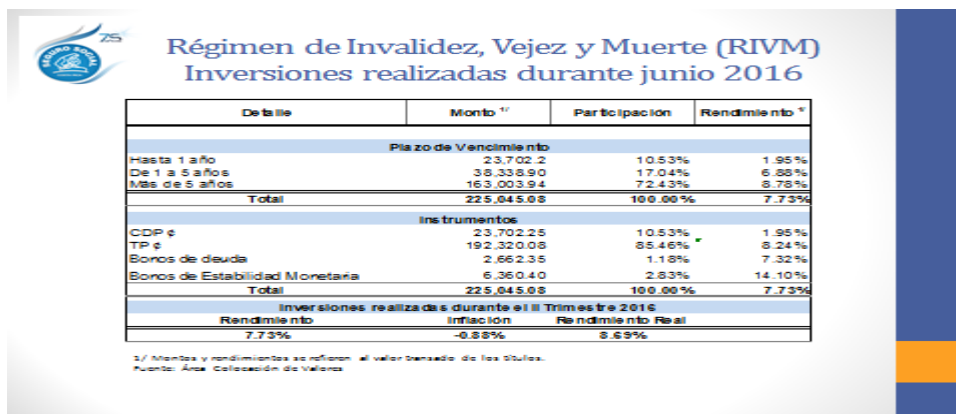 75
SEGURO SOCIAL
Régimen de Invalidez, Vejez y Muerte (RIVM)
Inversiones realizadas durante junio 2016
Detalle Monto 1/ Participación Rendimiento 1/
Plazo de Vencimiento
Hasta 1 año 23,702.2 10.53% 1.95%
De 1 a 5 años 38,338.90 17.04% 6.88%
Más de 5 años 163,003.94 72.43% 8.78%
Total 225,045.08 100.00% 7.73%
Instrumentos
CDP ¢ 23,702.25 10.53% 1.95%
TP ¢ 192,320.08 85.46% 8.24%
Bonos de deuda 2,662.35 1.18% 7.32%
Bonos de Estabilidad Monetaria 6,360.40 2.83% 14.10%
Total 225,045.08 100.00% 7.73%
Inversiones realizadas durante el II Trimestre 2016
Rendimiento Inflación Rendimiento Real
7.73% -0.88% 8.69%
1/ Montos y rendimientos se refieren al valor transado de los títulos.
Fuente: Área Colocación de Valores